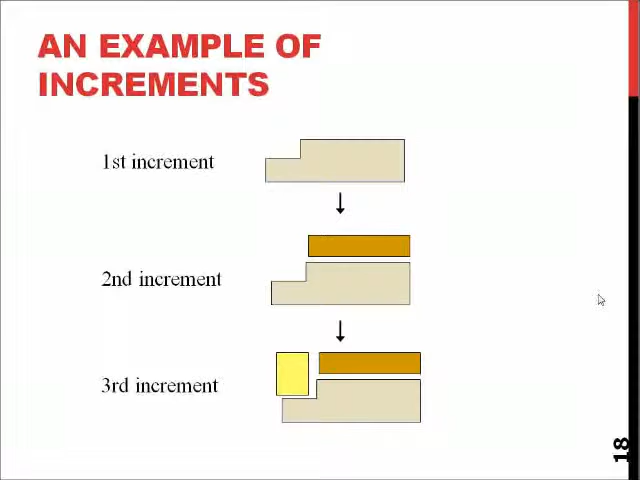 AN EXAMPLE OF
INCREMENTS
1st increment
2nd increment
3rd increment
18